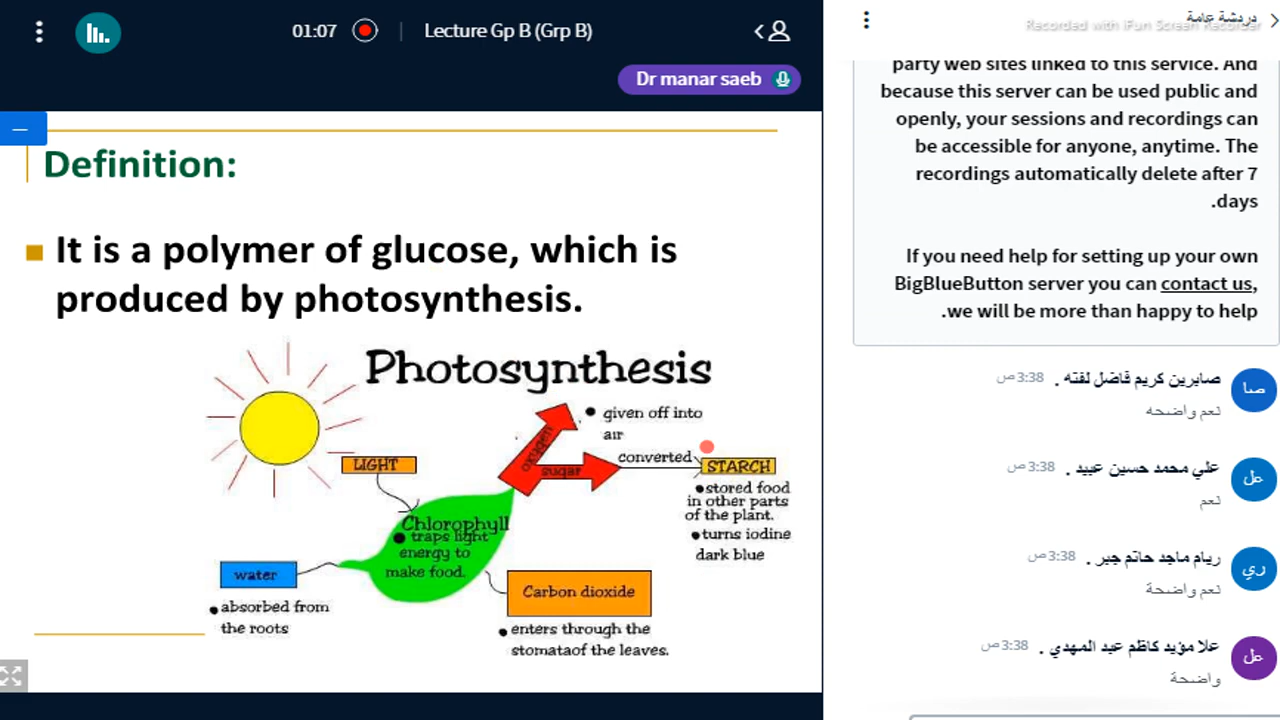 01:07
Lecture Gp B (Grp B)
Dr manar saeb
Definition:
It is a polymer of glucose, which is
produced by photosynthesis.
Photosynthesis
given off into
air
oxygen
sugar
converted
STARCH
stored food
in other parts
of the plant.
turns iodine
dark blue
LIGHT
Chlorophyll
traps light
energy to
make food.
water
absorbed from
the roots
Carbon dioxide
enters through the
stomataof the leaves.
دردشة عامة
Recorded with iFun Screen Recorder
party web sites linked to this service. And
because this server can be used public and
openly, your sessions and recordings can
be accessible for anyone, anytime. The
recordings automatically delete after 7
.days
If you need help for setting up your own
BigBlueButton server you can contact us,
.we will be more than happy to help
صا
صابرين كريم فاضل لفته . 3:38 ص
نعم واضحه
عل
علي محمد حسين عبيد . 3:38 ص
نعم
ري
ريام ماجد حاتم جبر . 3:38 ص
نعم واضحة
عل
علا مؤيد كاظم عبد المهدي . 3:38 ص
واضحة